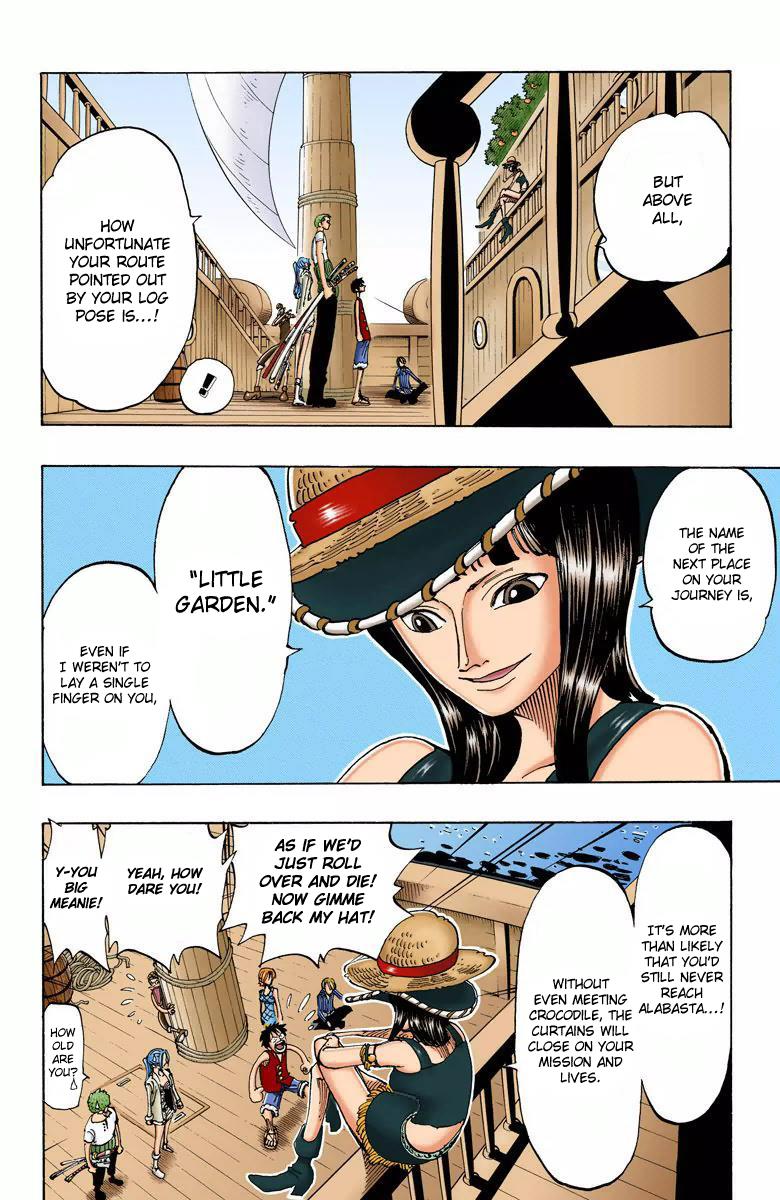 BUT
ABOVE
ALL,
HOW
UNFORTUNATE
YOUR ROUTE
POINTED OUT
BY YOUR LOG
POSE IS...!
!
THE NAME
OF THE
NEXT PLACE
ON YOUR
JOURNEY IS,
"LITTLE
GARDEN."
EVEN IF
I WEREN'T TO
LAY A SINGLE
FINGER ON YOU,
IT'S MORE
THAN LIKELY
THAT YOU'D
STILL NEVER
REACH
ALABASTA...!
WITHOUT
EVEN MEETING
CROCODILE, THE
CURTAINS WILL
CLOSE ON YOUR
MISSION AND
LIVES.
AS IF WE'D
JUST ROLL
OVER AND DIE!
NOW GIMME
BACK MY HAT!
YEAH, HOW
DARE YOU!
Y-YOU
BIG
MEANIE!
HOW
OLD
ARE
YOU?